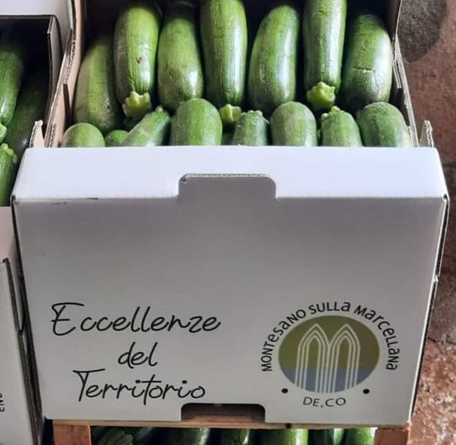 Eccellenze
del
Territorio
MONTESANO SULLA MARCELLANA
DE.CO